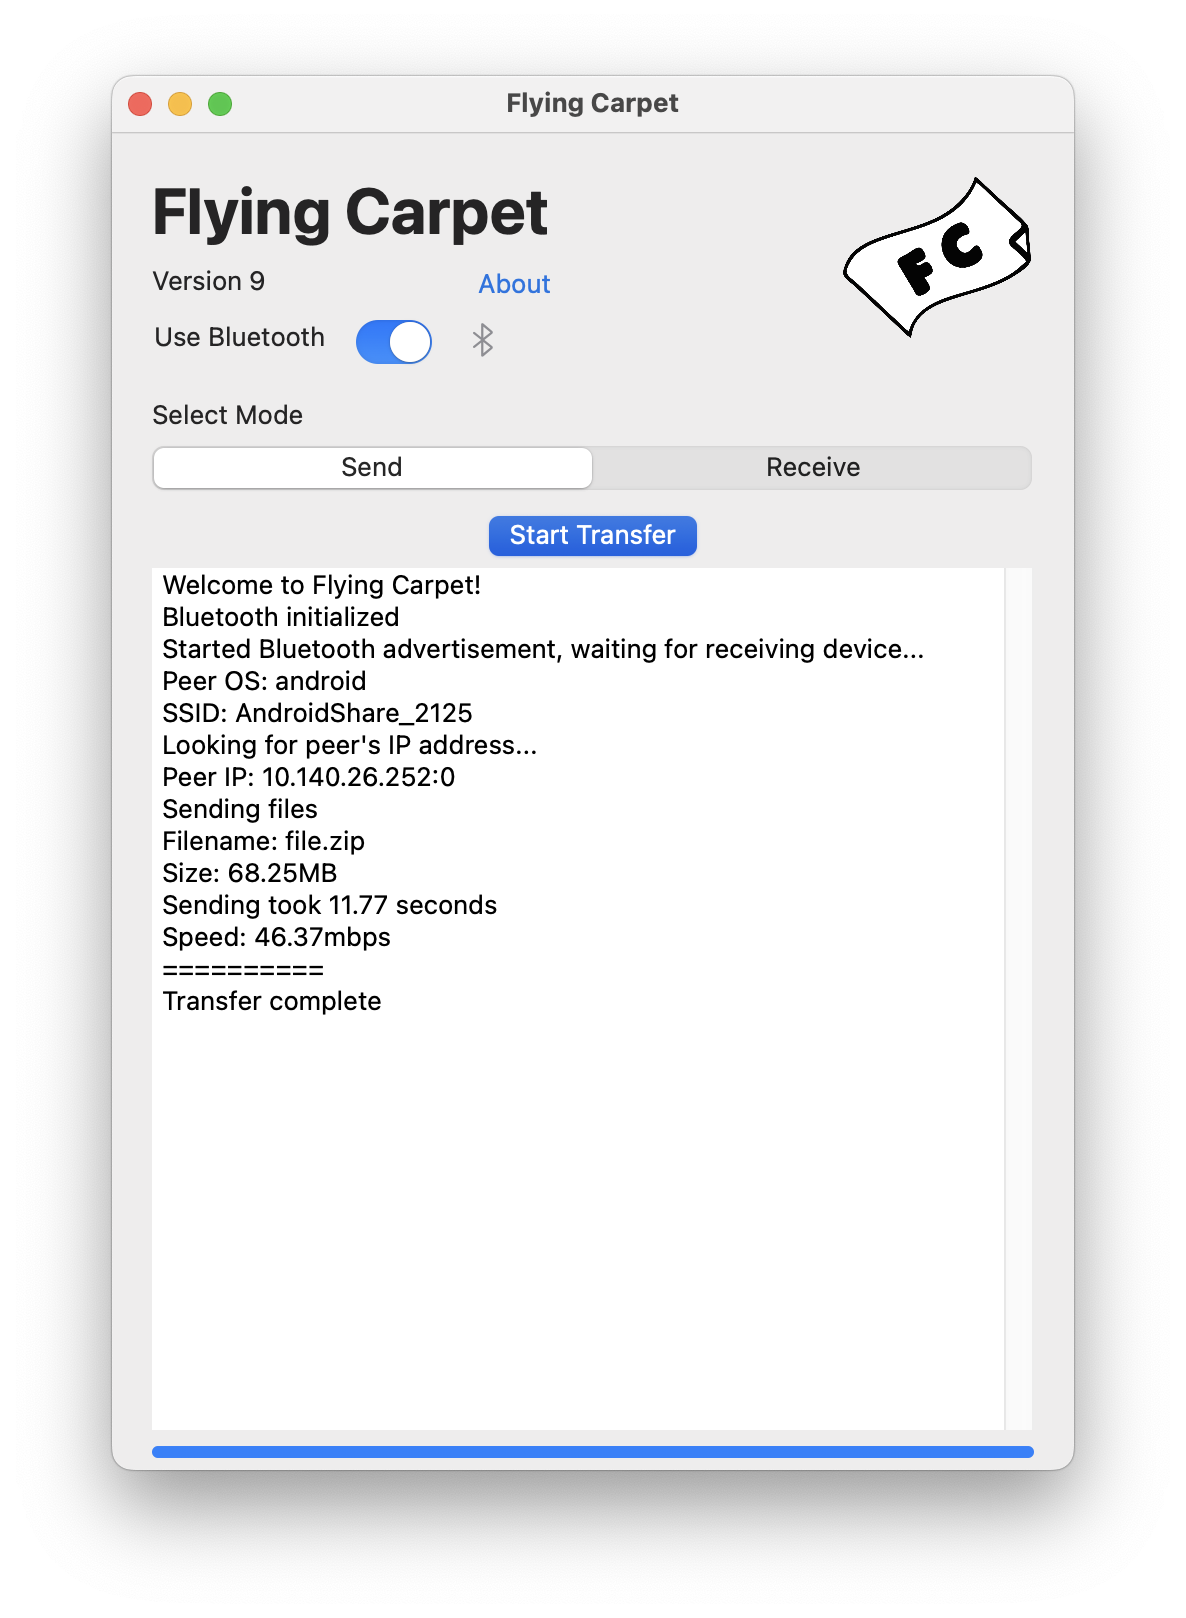 Flying Carpet
Flying Carpet
FC
Version 9
About
Use Bluetooth
Select Mode
Send
Receive
Start Transfer
Welcome to Flying Carpet!
Bluetooth initialized
Started Bluetooth advertisement, waiting for receiving device...
Peer OS: android
SSID: AndroidShare_2125
Looking for peer's IP address...
Peer IP: 10.140.26.252:0
Sending files
Filename: file.zip
Size: 68.25MB
Sending took 11.77 seconds
Speed: 46.37mbps
==========
Transfer complete